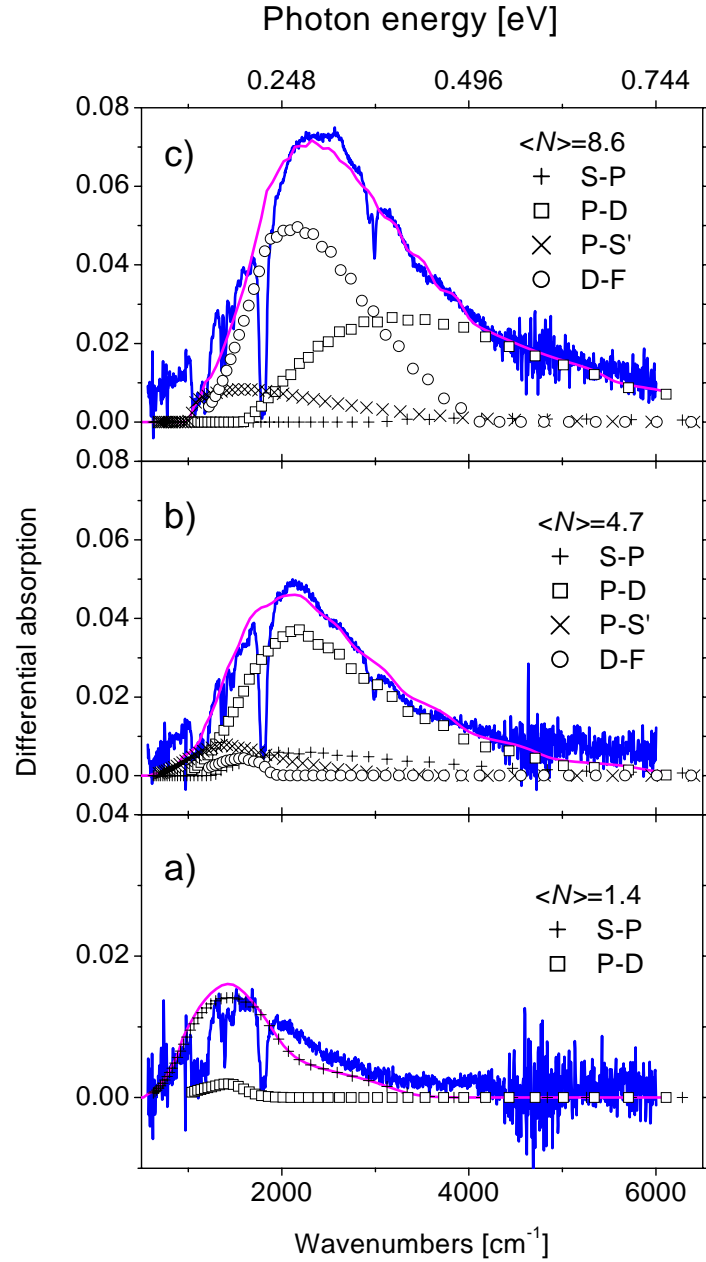 Photon energy [eV]
0.248 0.496 0.744
0.08
0.06
0.04
0.02
0.00
c)
<N>=8.6
+ S-P
□ P-D
× P-S'
○ D-F
0.08
0.06
0.04
0.02
0.00
b)
<N>=4.7
+ S-P
□ P-D
× P-S'
○ D-F
Differential absorption
0.04
0.02
0.00
a)
<N>=1.4
+ S-P
□ P-D
2000 4000 6000
Wavenumbers [cm⁻¹]